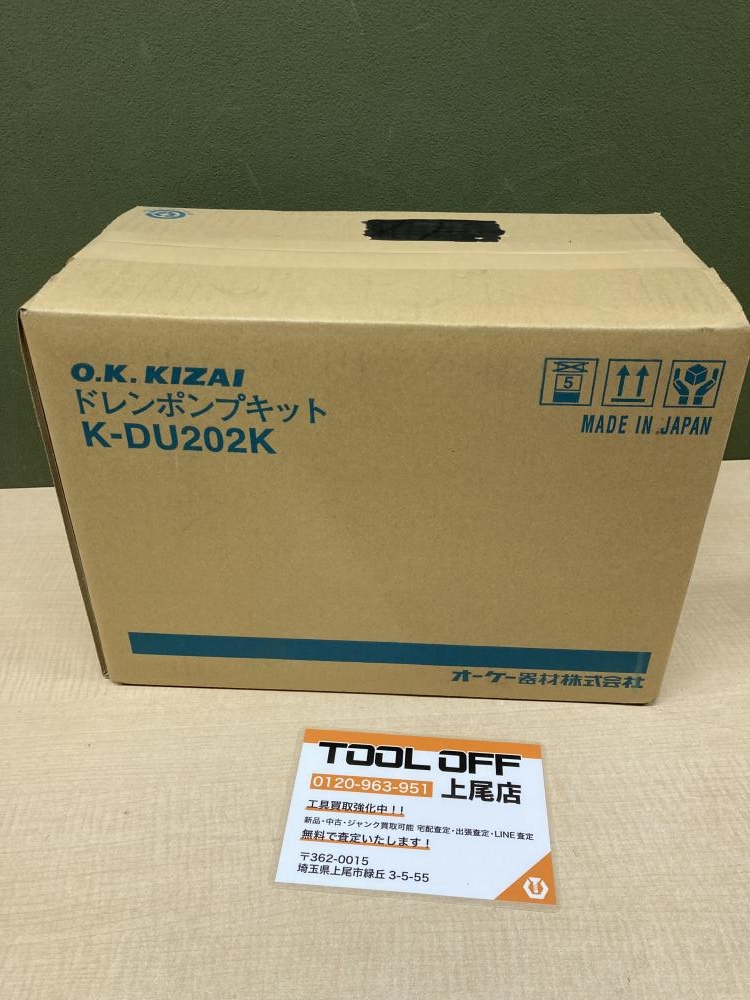 O.K. KIZAI
ドレンポンプキット
K-DU202K
5
MADE IN JAPAN
オーケー器材株式会社
TOOL OFF
0120-963-951 上尾店
工具買取強化中！！
新品・中古・ジャンク買取可能 宅配査定・出張査定・LINE査定
無料で査定いたします！
〒362-0015
埼玉県上尾市緑丘 3-5-55